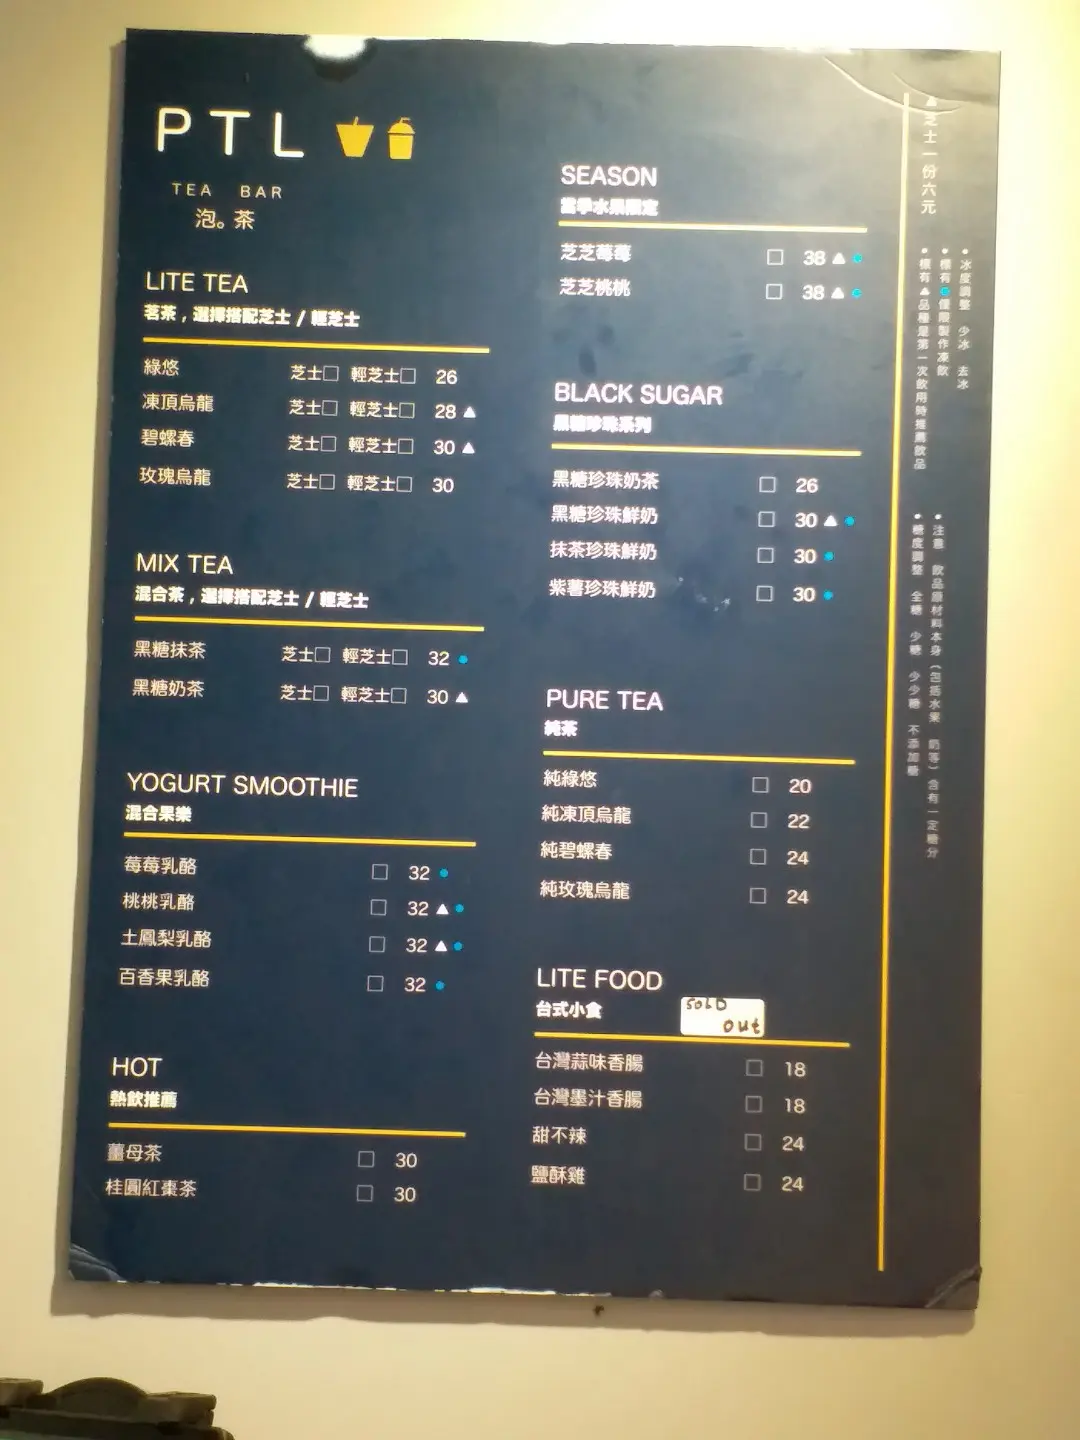 PTL
TEA BAR
泡。茶
LITE TEA
茗茶，選擇搭配芝士 / 輕芝士
綠悠 芝士□ 輕芝士□ 26
凍頂烏龍 芝士□ 輕芝士□ 28 ▲
碧螺春 芝士□ 輕芝士□ 30 ▲
玫瑰烏龍 芝士□ 輕芝士□ 30
MIX TEA
混合茶，選擇搭配芝士 / 輕芝士
黑糖抹茶 芝士□ 輕芝士□ 32 ●
黑糖奶茶 芝士□ 輕芝士□ 30 ▲
YOGURT SMOOTHIE
混合果樂
莓莓乳酪 □ 32 ●
桃桃乳酪 □ 32 ▲ ●
土鳳梨乳酪 □ 32 ▲ ●
百香果乳酪 □ 32 ●
HOT
熱飲推薦
薑母茶 □ 30
桂圓紅棗茶 □ 30
SEASON
當季水果限定
芝芝莓莓 □ 38 ▲ ●
芝芝桃桃 □ 38 ▲ ●
BLACK SUGAR
黑糖珍珠系列
黑糖珍珠奶茶 □ 26
黑糖珍珠鮮奶 □ 30 ▲ ●
抹茶珍珠鮮奶 □ 30 ●
紫薯珍珠鮮奶 □ 30 ●
PURE TEA
純茶
純綠悠 □ 20
純凍頂烏龍 □ 22
純碧螺春 □ 24
純玫瑰烏龍 □ 24
LITE FOOD
台式小食
SOLD
out
台灣蒜味香腸 □ 18
台灣墨汁香腸 □ 18
甜不辣 □ 24
鹽酥雞 □ 24
▲芝士一份六元
● 冰度調整 少冰 去冰
● 標有●僅限製作凍飲
● 標有▲品種是第一次飲用時推薦飲品
● 注意 飲品原材料本身（包括水果 奶等）含有一定糖分
● 糖度調整 全糖 少糖 少少糖 不添加糖